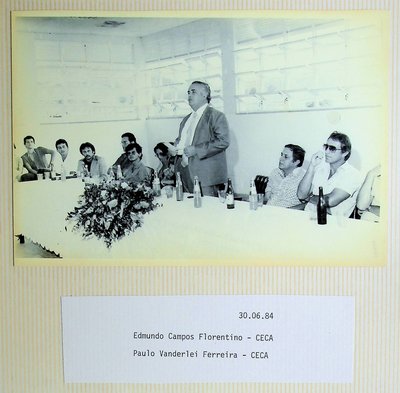 30.06.84
Edmundo Campos Florentino - CECA
Paulo Vanderlei Ferreira - CECA